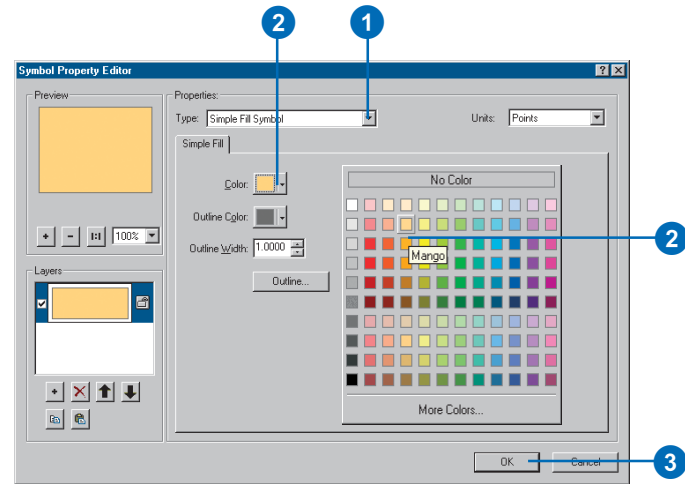 2 1
Symbol Property Editor
Preview
Properties:
Type: Simple Fill Symbol Units: Points
Simple Fill
Color:
No Color
Outline Color:
100%
Outline Width: 1.0000
Mango
2
Layers
Outline...
More Colors...
OK Cancel 3